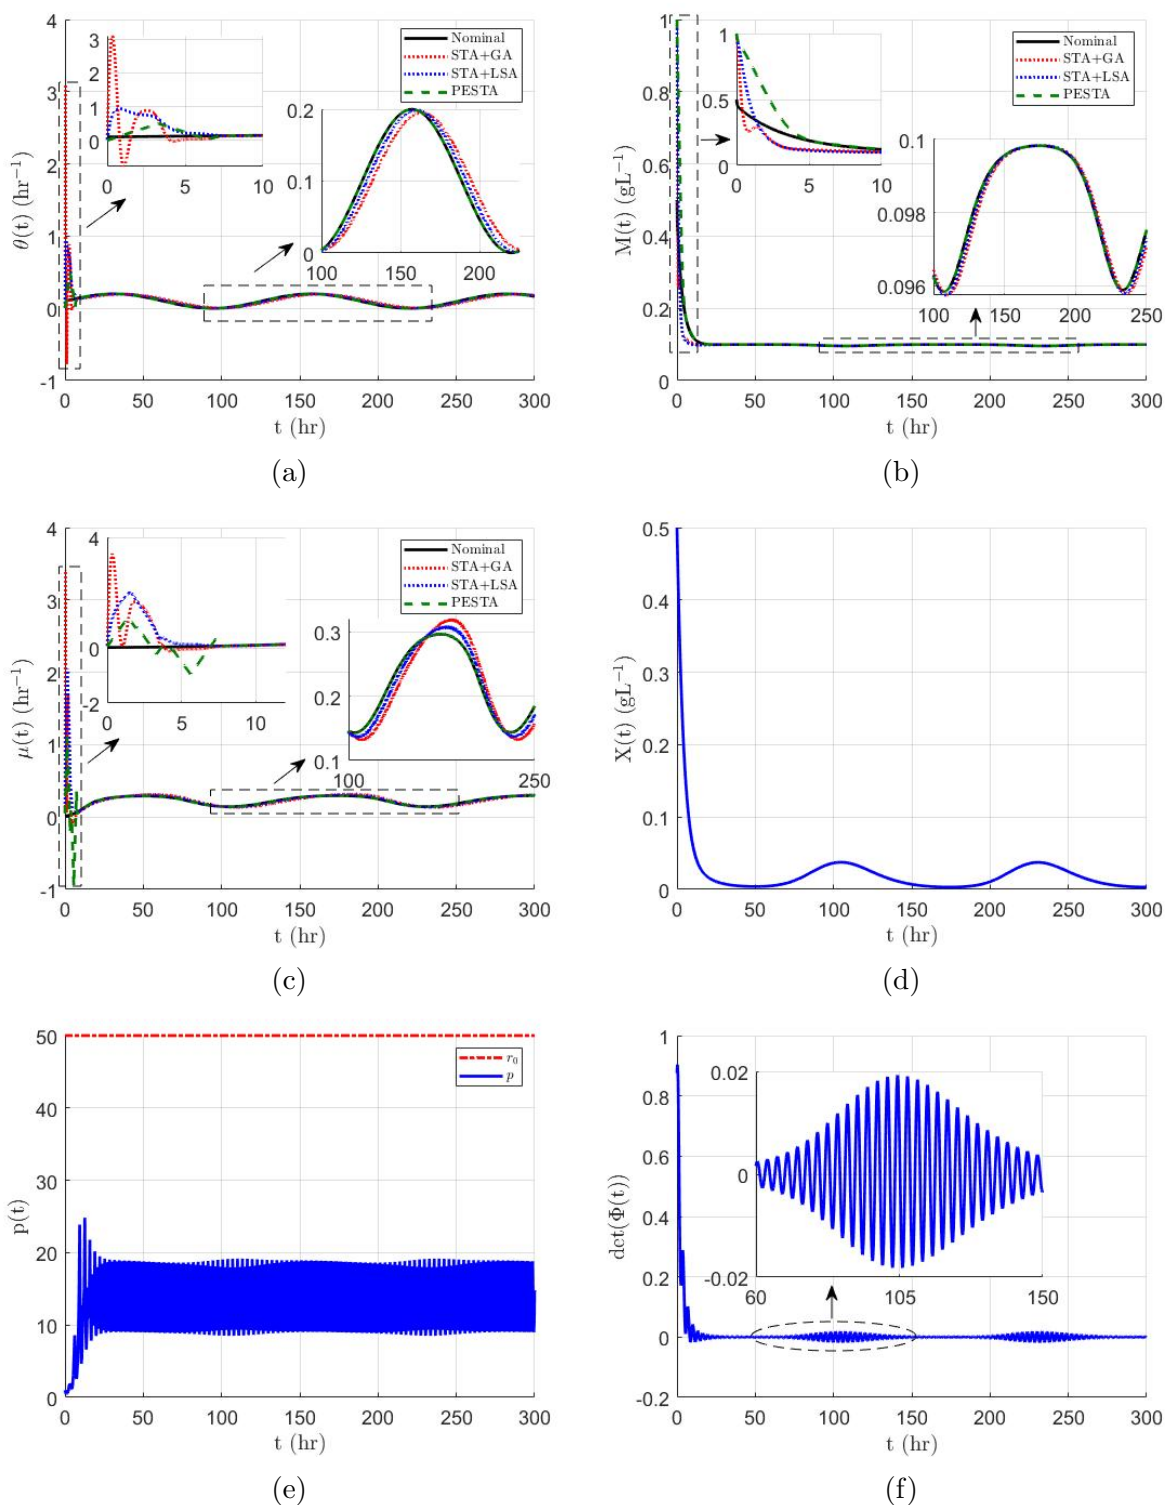 4
3
2
1
0
-1
θ(t) (hr⁻¹)
0 50 100 150 200 250 300
t (hr)
3
2
1
0
0 5 10
0.2
0.1
0
100 150 200
Nominal
STA+GA
STA+LSA
PESTA
(a)
1
0.8
0.6
0.4
0.2
0
M(t) (gL⁻¹)
0 50 100 150 200 250 300
t (hr)
1
0.5
0
0 5 10
0.1
0.098
0.096
100 150 200 250
Nominal
STA+GA
STA+LSA
PESTA
(b)
4
3
2
1
0
-1
μ(t) (hr⁻¹)
0 50 100 150 200 250 300
t (hr)
4
2
0
-2
0 5 10
0.3
0.2
0.1
100 250
Nominal
STA+GA
STA+LSA
PESTA
(c)
0.5
0.4
0.3
0.2
0.1
0
X(t) (gL⁻¹)
0 50 100 150 200 250 300
t (hr)
(d)
50
40
30
20
10
0
p(t)
0 50 100 150 200 250 300
t (hr)
r₀
p
(e)
1
0.8
0.6
0.4
0.2
0
-0.2
det(Φ(t))
0 50 100 150 200 250 300
t (hr)
0.02
0
-0.02
60 105 150
(f)